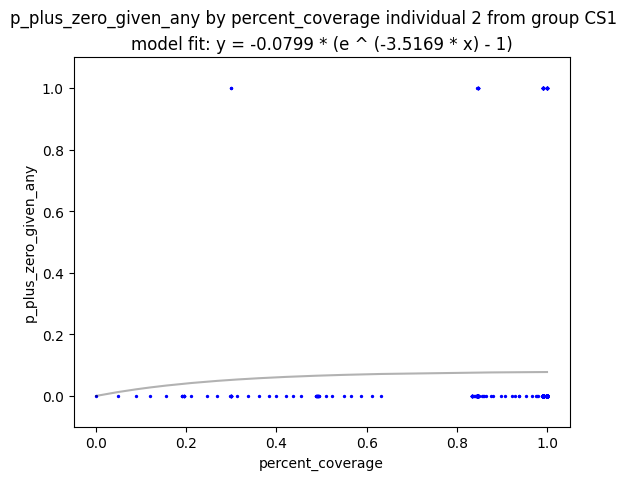 p_plus_zero_given_any by percent_coverage individual 2 from group CS1
model fit: y = -0.0799 * (e ^ (-3.5169 * x) - 1)
1.0
0.8
0.6
0.4
0.2
0.0
p_plus_zero_given_any
0.0 0.2 0.4 0.6 0.8 1.0
percent_coverage